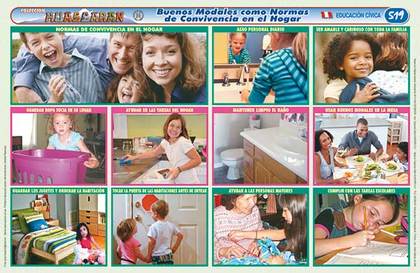 COLECCIÓN
Buenos Modales como Normas
de Convivencia en el Hogar
EDUCACIÓN CÍVICA
S19
NORMAS DE CONVIVENCIA EN EL HOGAR
ASEO PERSONAL DIARIO
SER AMABLE Y CARIÑOSO CON TODA LA FAMILIA
GUARDAR ROPA SUCIA EN SU LUGAR
AYUDAR EN LAS TAREAS DEL HOGAR
MANTENER LIMPIO EL BAÑO
USAR BUENOS MODALES EN LA MESA
GUARDAR LOS JUGUETES Y ORDENAR LA HABITACIÓN
TOCAR LA PUERTA DE LAS HABITACIONES ANTES DE ENTRAR
AYUDAR A LAS PERSONAS MAYORES
CUMPLIR CON LAS TAREAS ESCOLARES